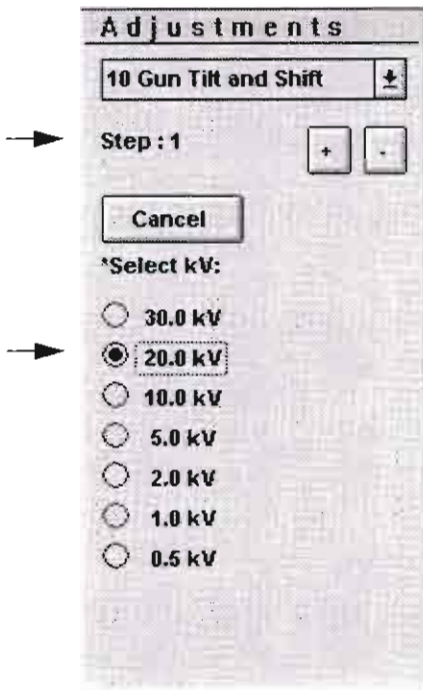 Adjustments
10 Gun Tilt and Shift
Step : 1
+ -
Cancel
*Select kV:
30.0 kV
20.0 kV
10.0 kV
5.0 kV
2.0 kV
1.0 kV
0.5 kV